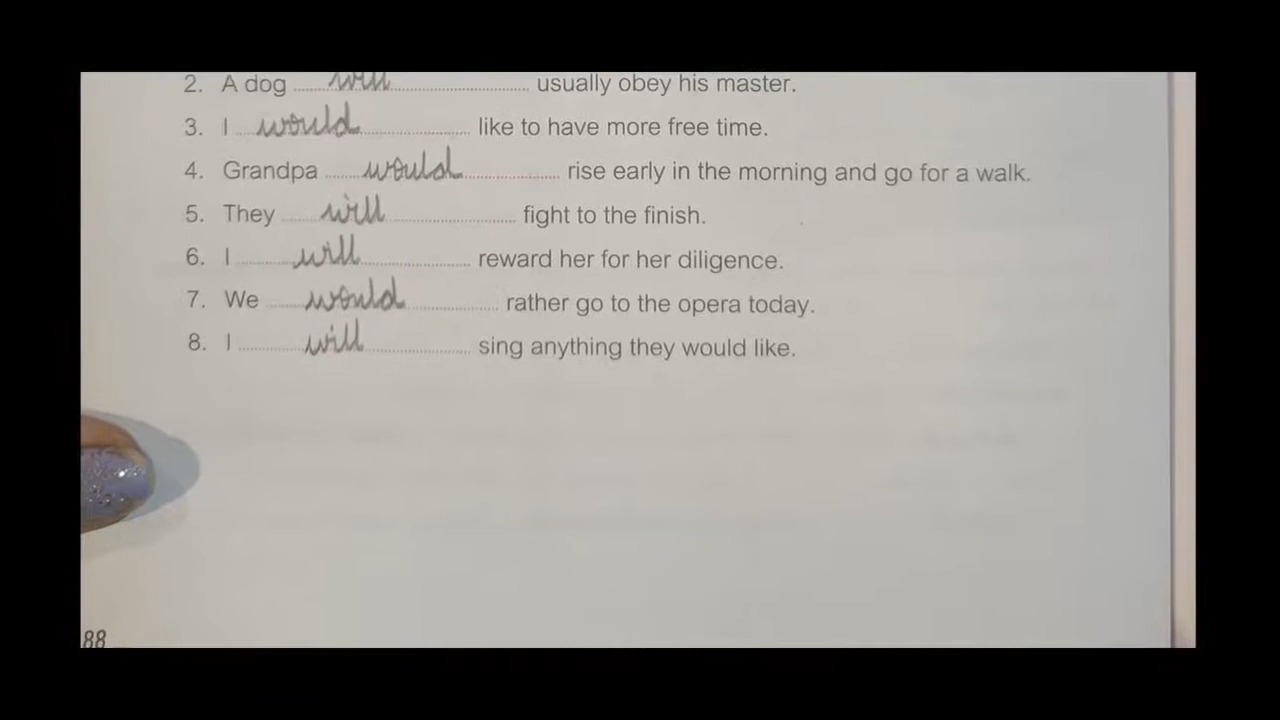 2. A dog ........ will ........ usually obey his master.
3. I ........ would ........ like to have more free time.
4. Grandpa ........ would ........ rise early in the morning and go for a walk.
5. They ........ will ........ fight to the finish.
6. I ........ will ........ reward her for her diligence.
7. We ........ would ........ rather go to the opera today.
8. I ........ will ........ sing anything they would like.
88